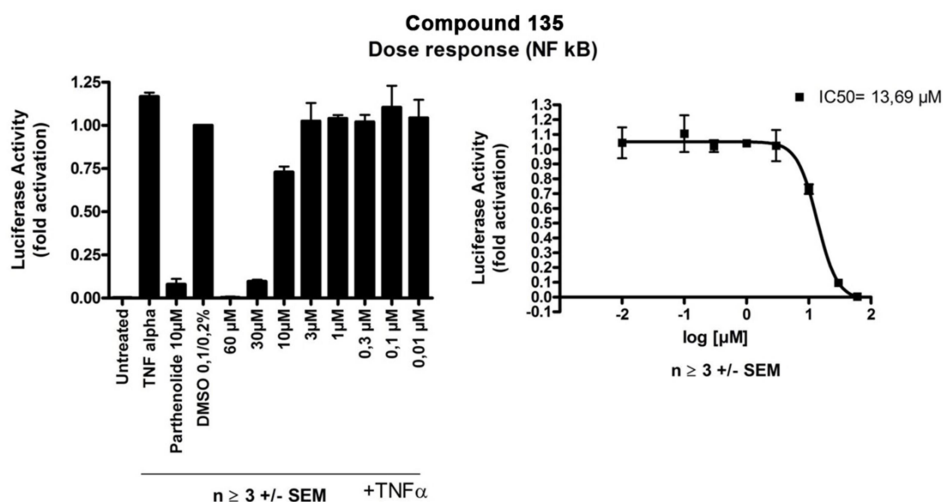 Compound 135
Dose response (NF kB)
Luciferase Activity
(fold activation)
1.25
1.00
0.75
0.50
0.25
0.00
Untreated
TNF alpha
Parthenolide 10µM
DMSO 0,1/0,2%
60 µM
30µM
10µM
3µM
1µM
0,3 µM
0,1 µM
0,01 µM
n ≥ 3 +/- SEM
+TNFα
IC50= 13,69 µM
Luciferase Activity
(fold activation)
1.3
1.2
1.1
1.0
0.9
0.8
0.7
0.6
0.5
0.4
0.3
0.2
0.1
0.0
-0.1
-2
-1
0
1
2
log [µM]
n ≥ 3 +/- SEM